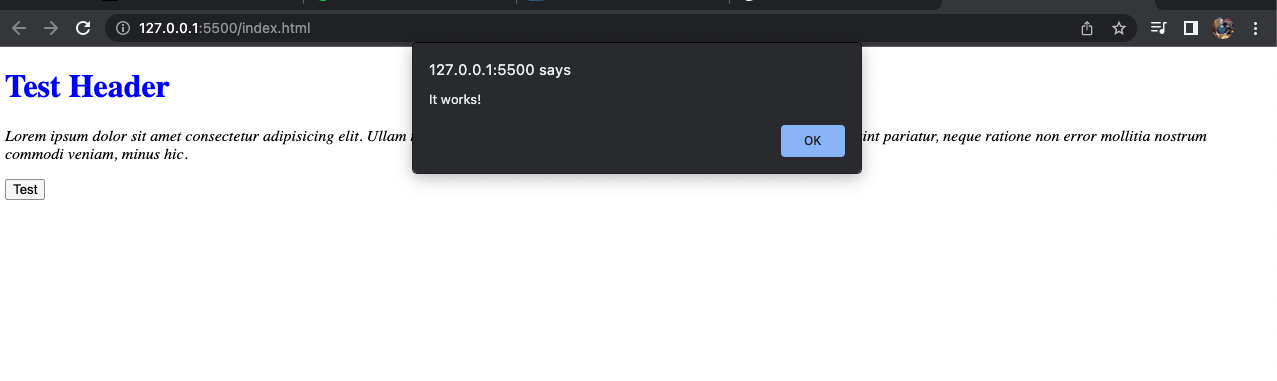 127.0.0.1:5500/index.html
127.0.0.1:5500 says
It works!
OK
Test Header
Lorem ipsum dolor sit amet consectetur adipisicing elit. Ullam int pariatur, neque ratione non error mollitia nostrum
commodi veniam, minus hic.
Test